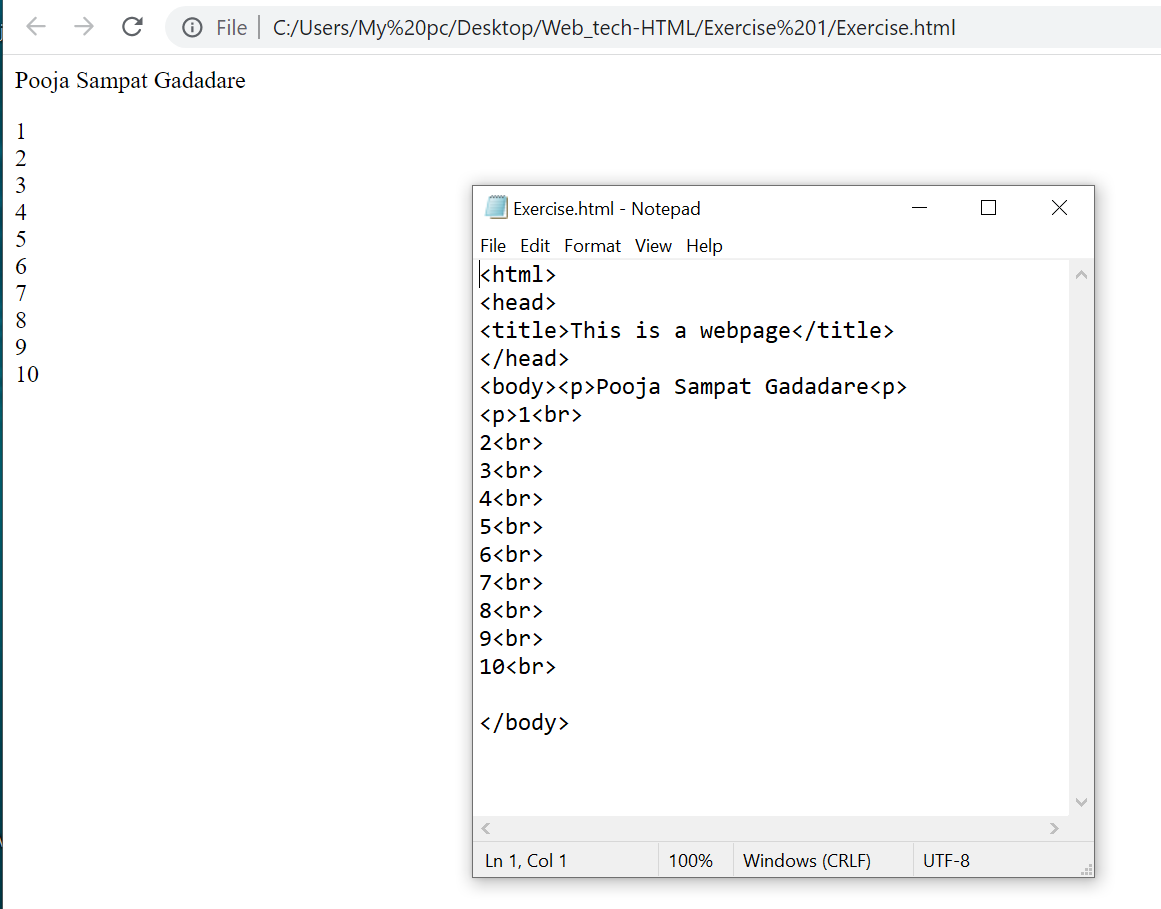 File C:/Users/My%20pc/Desktop/Web_tech-HTML/Exercise%201/Exercise.html
Pooja Sampat Gadadare
1
2
3
4
5
6
7
8
9
10
Exercise.html - Notepad
File Edit Format View Help
<html>
<head>
<title>This is a webpage</title>
</head>
<body><p>Pooja Sampat Gadadare<p>
<p>1<br>
2<br>
3<br>
4<br>
5<br>
6<br>
7<br>
8<br>
9<br>
10<br>
</body>
Ln 1, Col 1 100% Windows (CRLF) UTF-8